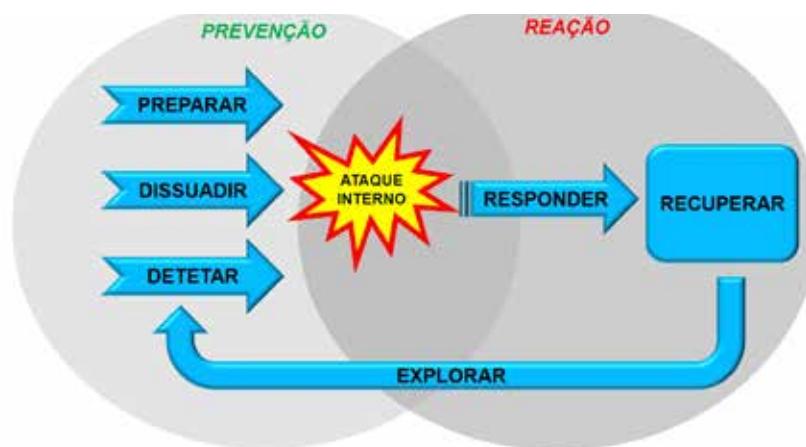 PREVENÇÃO
REAÇÃO
PREPARAR
DISSUADIR
DETETAR
ATAQUE
INTERNO
RESPONDER
RECUPERAR
EXPLORAR